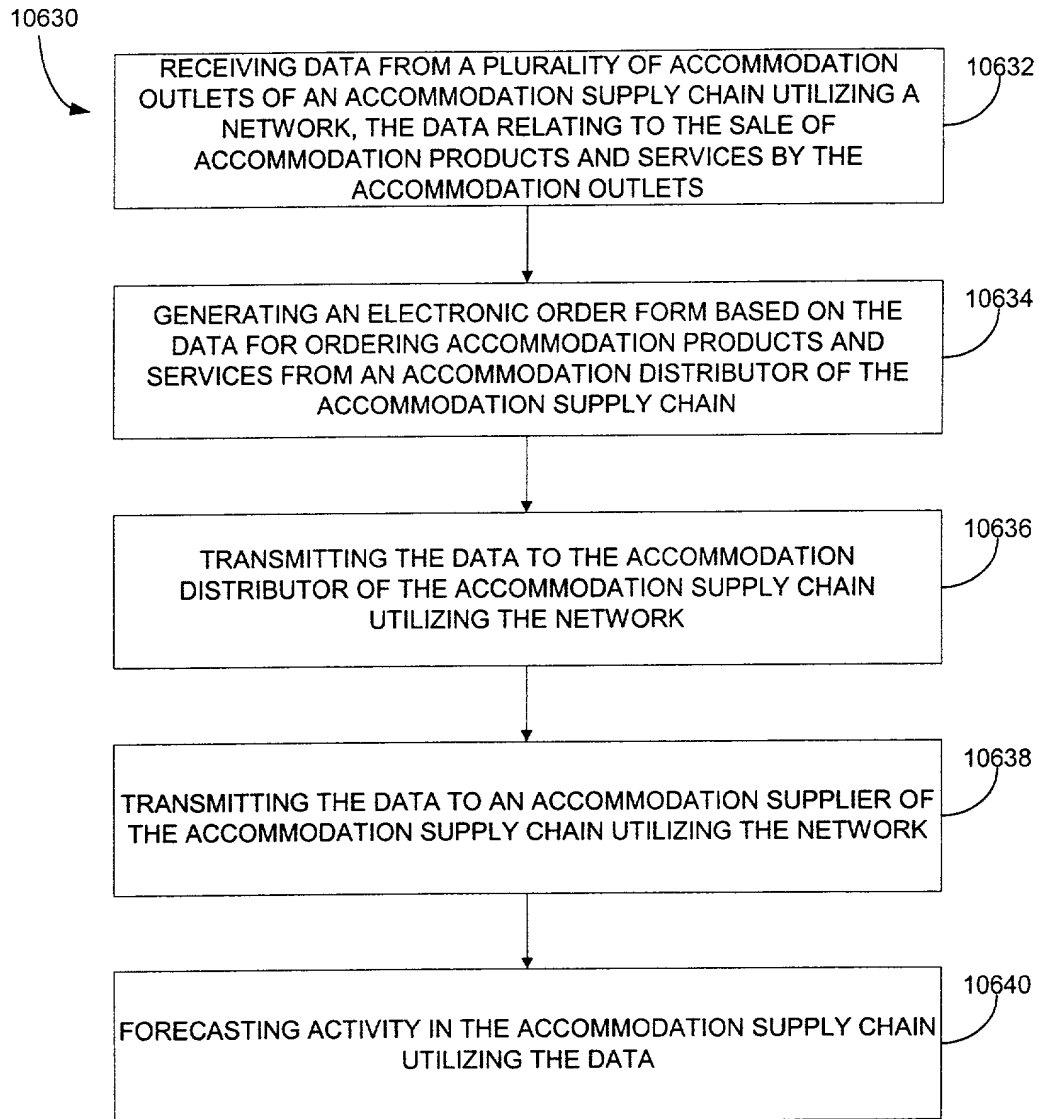 10630
RECEIVING DATA FROM A PLURALITY OF ACCOMMODATION
OUTLETS OF AN ACCOMMODATION SUPPLY CHAIN UTILIZING A
NETWORK, THE DATA RELATING TO THE SALE OF
ACCOMMODATION PRODUCTS AND SERVICES BY THE
ACCOMMODATION OUTLETS
10632
GENERATING AN ELECTRONIC ORDER FORM BASED ON THE
DATA FOR ORDERING ACCOMMODATION PRODUCTS AND
SERVICES FROM AN ACCOMMODATION DISTRIBUTOR OF THE
ACCOMMODATION SUPPLY CHAIN
10634
TRANSMITTING THE DATA TO THE ACCOMMODATION
DISTRIBUTOR OF THE ACCOMMODATION SUPPLY CHAIN
UTILIZING THE NETWORK
10636
TRANSMITTING THE DATA TO AN ACCOMMODATION SUPPLIER OF
THE ACCOMMODATION SUPPLY CHAIN UTILIZING THE NETWORK
10638
FORECASTING ACTIVITY IN THE ACCOMMODATION SUPPLY CHAIN
UTILIZING THE DATA
10640